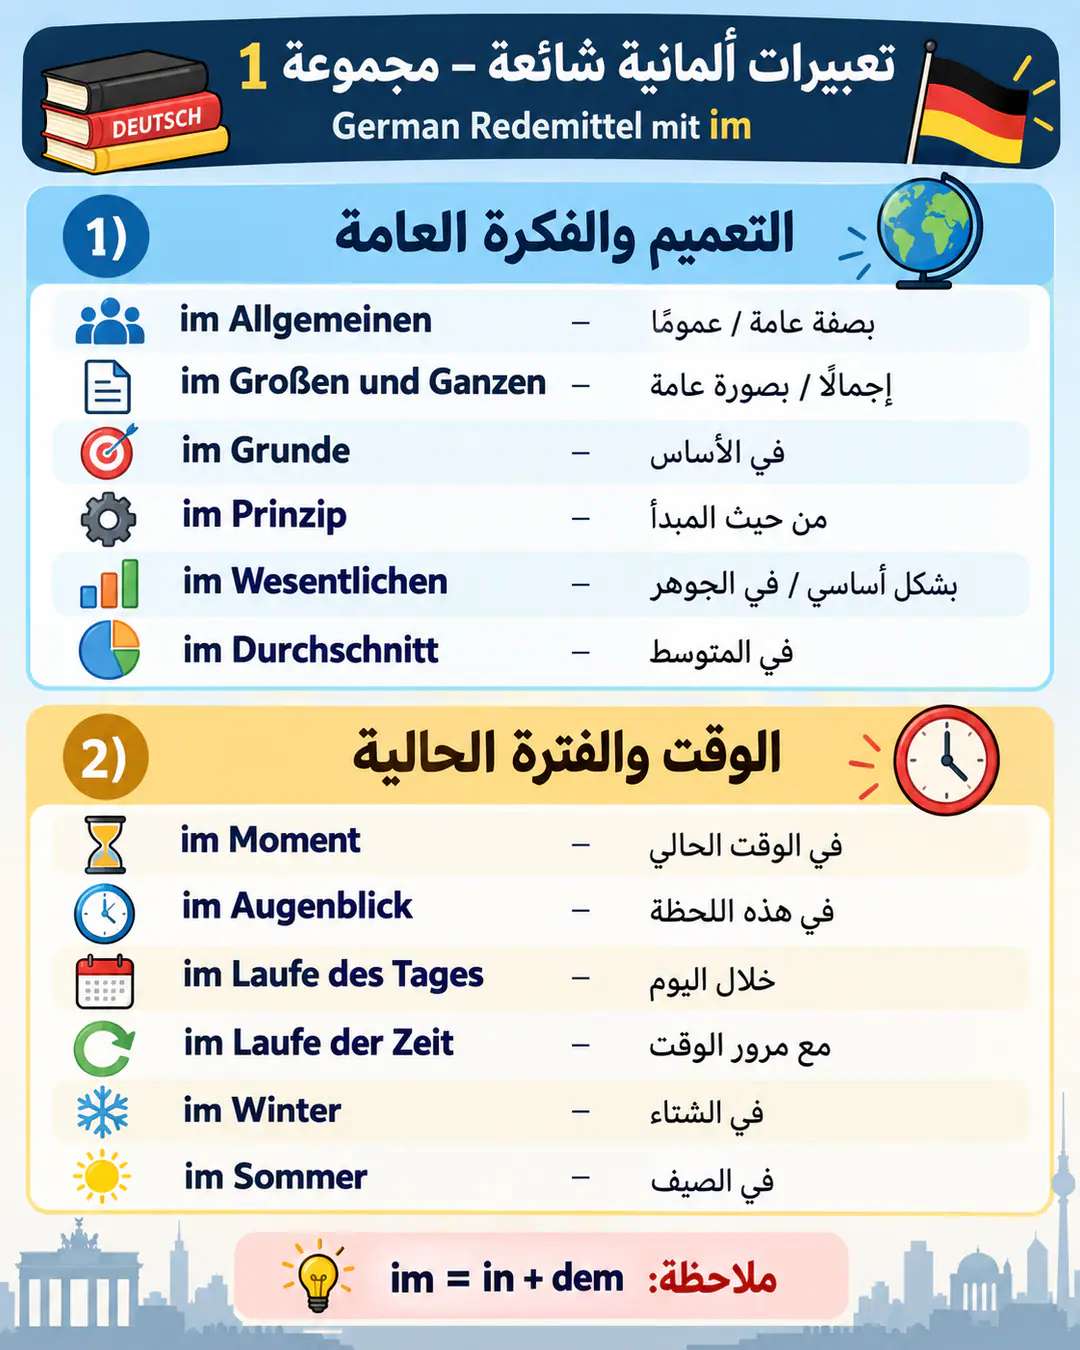 تعبيرات ألمانية شائعة – مجموعة 1
German Redemittel mit im
DEUTSCH
1) التعميم والفكرة العامة
im Allgemeinen – بصفة عامة / عمومًا
im Großen und Ganzen – إجمالًا / بصورة عامة
im Grunde – في الأساس
im Prinzip – من حيث المبدأ
im Wesentlichen – بشكل أساسي / في الجوهر
im Durchschnitt – في المتوسط
2) الوقت والفترة الحالية
im Moment – في الوقت الحالي
im Augenblick – في هذه اللحظة
im Laufe des Tages – خلال اليوم
im Laufe der Zeit – مع مرور الوقت
im Winter – في الشتاء
im Sommer – في الصيف
ملاحظة: im = in + dem